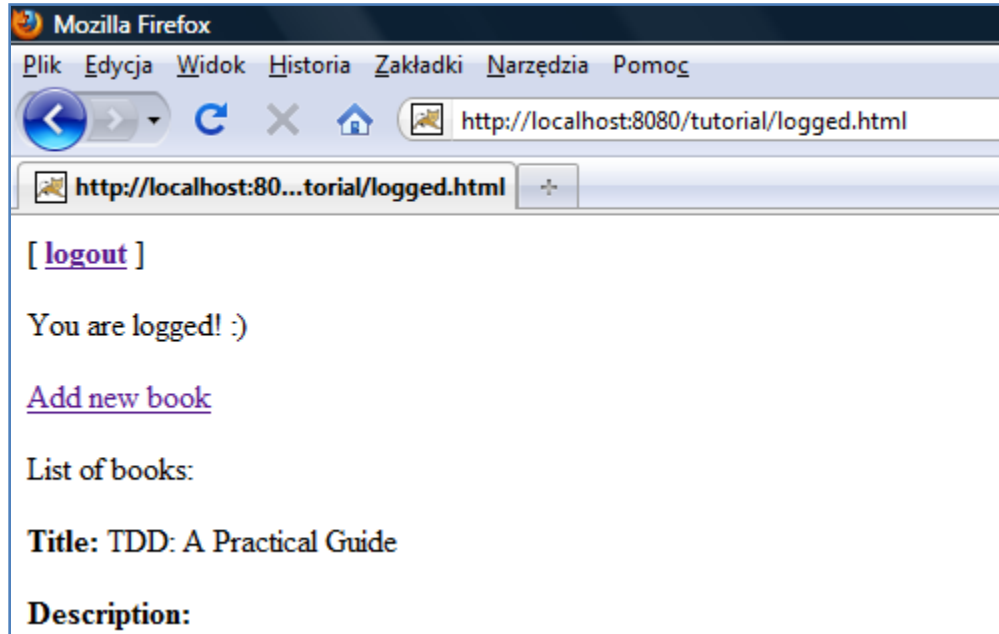 Mozilla Firefox
Plik Edycja Widok Historia Zakładki Narzędzia Pomoc
http://localhost:8080/tutorial/logged.html
http://localhost:80...torial/logged.html
[ logout ]
You are logged! :)
Add new book
List of books:
Title: TDD: A Practical Guide
Description: